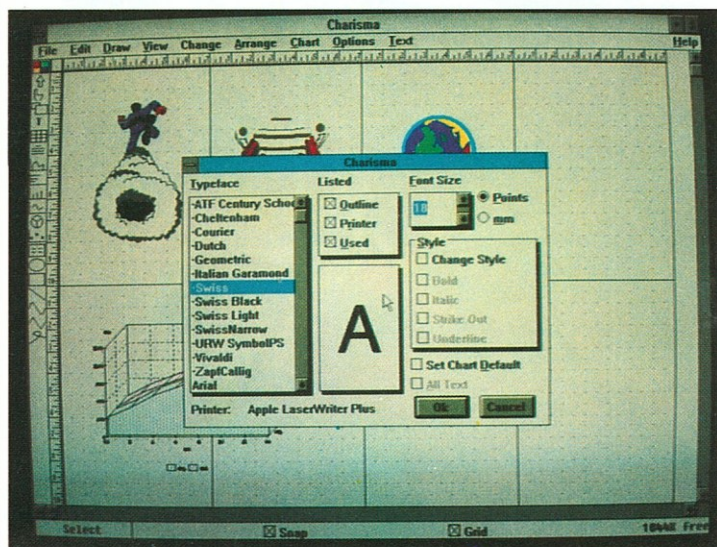 Charisma
File Edit Draw View Change Arrange Chart Options Text Help
Charisma
Typeface
-ATF Century Schoo
-Cheltenham
-Courier
-Dutch
-Geometric
-Italian Garamond
-Swiss
-Swiss Black
-Swiss Light
-SwissNarrow
-URW SymbolPS
-Vivaldi
-ZapfCallig
Arial
Listed
Outline
Printer
Used
A
Font Size
18
Points
mm
Style
Change Style
Bold
Italic
Strike Out
Underline
Set Chart Default
All Text
Printer: Apple LaserWriter Plus
Ok Cancel
Select Snap Grid 1844K Free